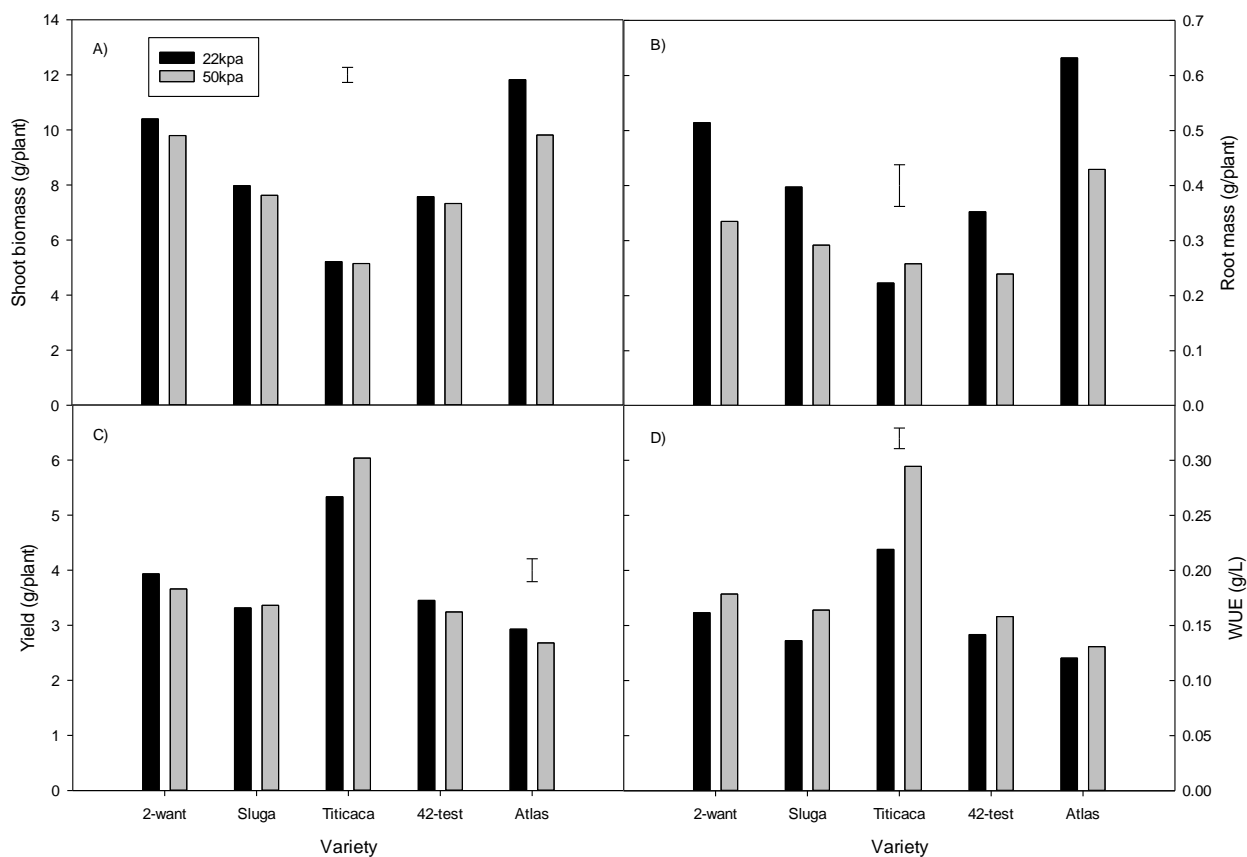 A)
22kpa
50kpa
Shoot biomass (g/plant)
14
12
10
8
6
4
2
0
B)
0.7
0.6
0.5
0.4
0.3
0.2
0.1
0.0
Root mass (g/plant)
C)
Yield (g/plant)
6
5
4
3
2
1
0
2-want Sluga Titicaca 42-test Atlas
Variety
D)
0.30
0.25
0.20
0.15
0.10
0.05
0.00
WUE (g/L)
2-want Sluga Titicaca 42-test Atlas
Variety